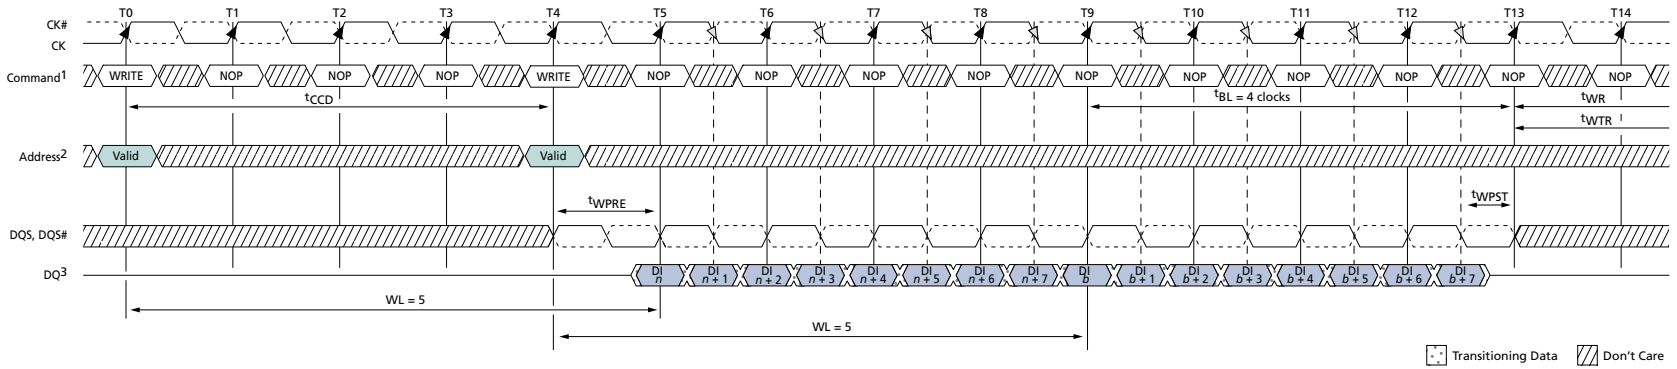 T0 T1 T2 T3 T4 T5 T6 T7 T8 T9 T10 T11 T12 T13 T14
CK#
CK
Command1 WRITE NOP NOP NOP WRITE NOP NOP NOP NOP NOP NOP NOP NOP NOP NOP
tCCD tBL = 4 clocks tWR
tWTR
Address2 Valid Valid
tWPRE tWPST
DQS, DQS#
DQ3 DI n DI n + 1 DI n + 2 DI n + 3 DI n + 4 DI n + 5 DI n + 6 DI n + 7 DI b DI b + 1 DI b + 2 DI b + 3 DI b + 4 DI b + 5 DI b + 6 DI b + 7
WL = 5
WL = 5
Transitioning Data Don't Care